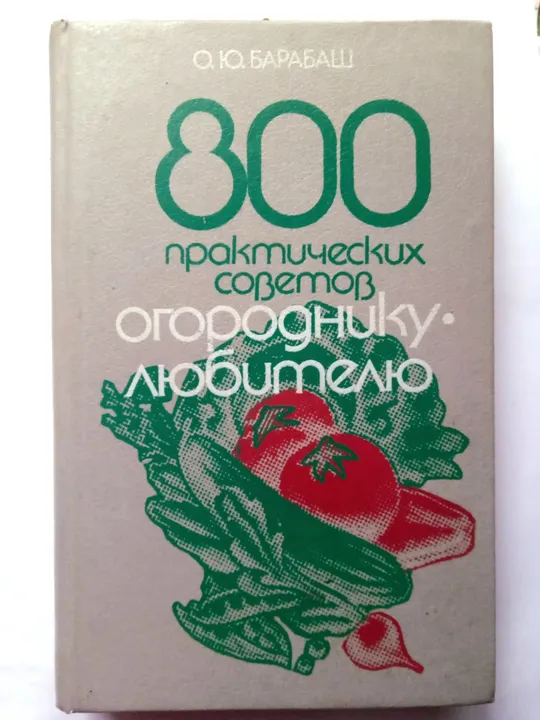 О.Ю.БАРАБАШ
800
практических
советов
огороднику-
любителю